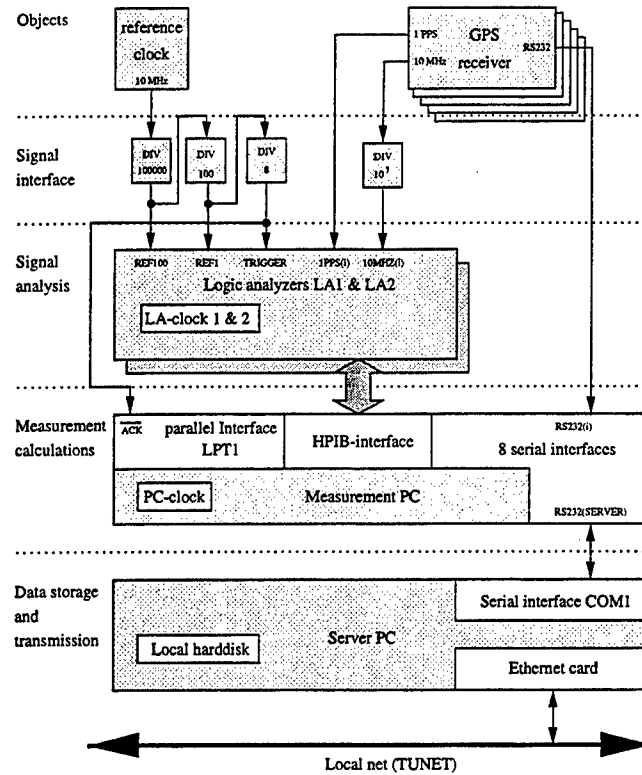 Objects
reference
clock
10 MHz
1 PPS
10 MHz
GPS
receiver
RS232
Signal
interface
DIV
100000
DIV
100
DIV
8
DIV
10⁷
Signal
analysis
REF100
REF1
TRIGGER
1PPS(i)
10MHZ(i)
Logic analyzers LA1 & LA2
LA-clock 1 & 2
Measurement
calculations
ACK
parallel Interface
LPT1
HPIB-interface
RS232(i)
8 serial interfaces
PC-clock
Measurement PC
RS232(SERVER)
Data storage
and
transmission
Serial interface COM1
Server PC
Local harddisk
Ethernet card
Local net (TUNET)